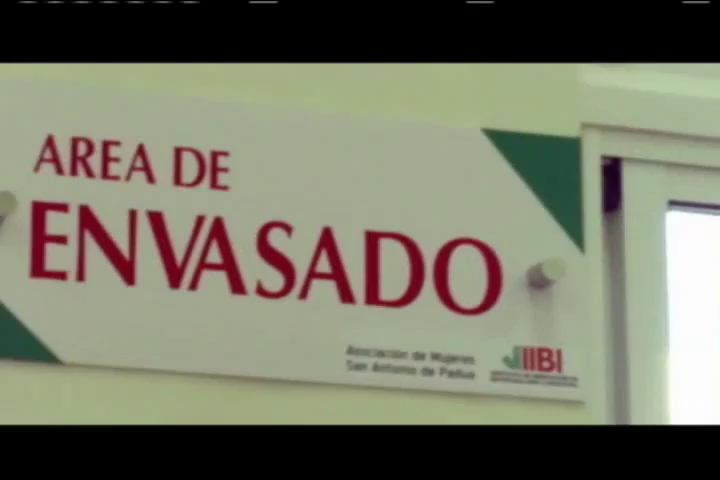 AREA DE
ENVASADO
Asociación de Mujeres
San Antonio de Padua
IIBI